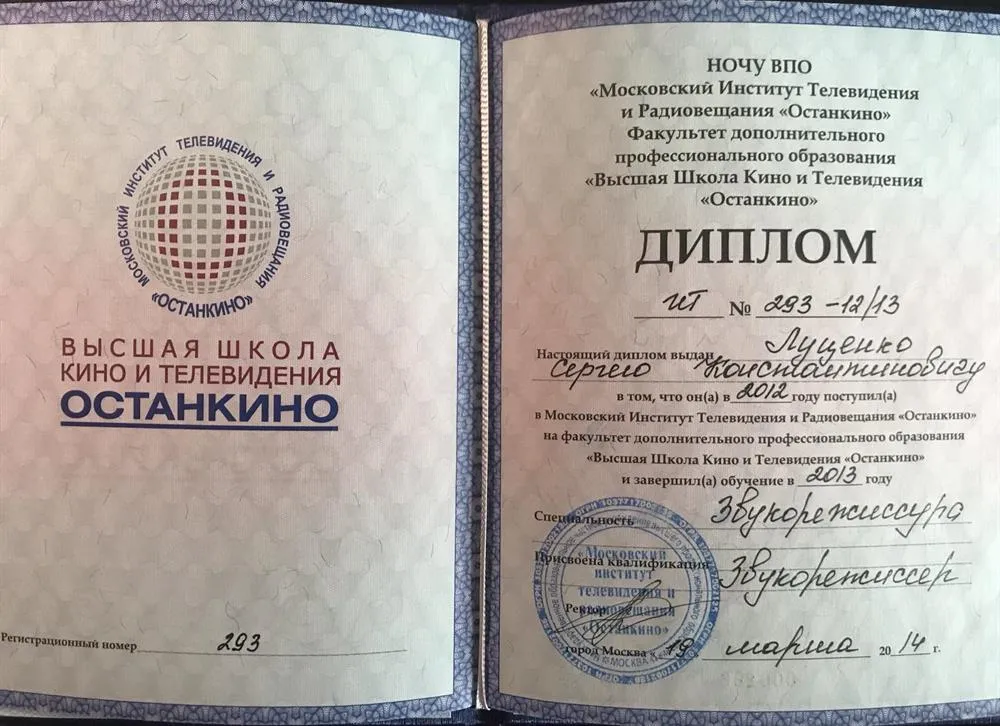 МОСКОВСКИЙ ИНСТИТУТ ТЕЛЕВИДЕНИЯ И РАДИОВЕЩАНИЯ
«ОСТАНКИНО»
ВЫСШАЯ ШКОЛА
КИНО И ТЕЛЕВИДЕНИЯ
ОСТАНКИНО
Регистрационный номер 293
НОЧУ ВПО
«Московский Институт Телевидения
и Радиовещания «Останкино»
Факультет дополнительного
профессионального образования
«Высшая Школа Кино и Телевидения
«Останкино»
ДИПЛОМ
ИТ № 293-12/13
Настоящий диплом выдан Луценко
Сергею Константиновичу
в том, что он(а) в 2012 году поступил(а)
в Московский Институт Телевидения и Радиовещания «Останкино»
на факультет дополнительного профессионального образования
«Высшая Школа Кино и Телевидения «Останкино»
и завершил(а) обучение в 2013 году
Специальность Звукорежиссура
Присвоена квалификация Звукорежиссер
Ректор
город Москва «19» марта 2014 г.
«Московский
институт
телевидения и
радиовещания
«Останкино»
МОСКВА